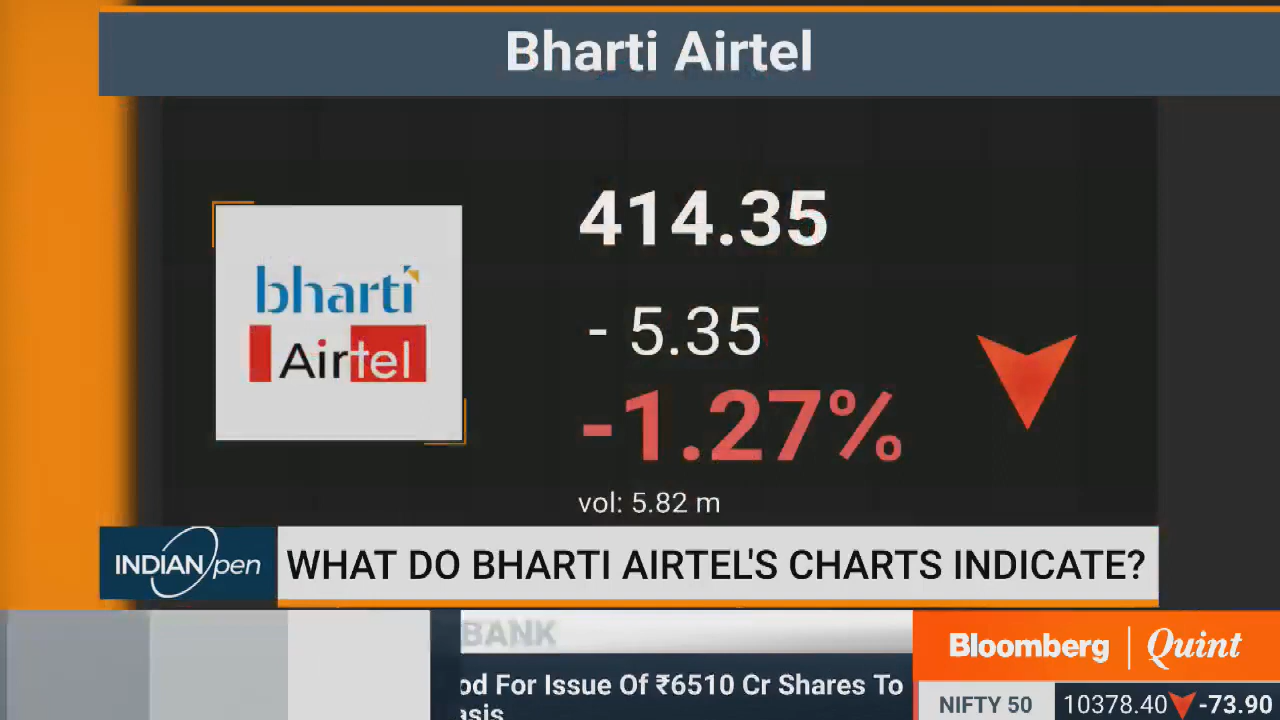 Bharti Airtel
414.35
bharti
Airtel
- 5.35
-1.27%
vol: 5.82 m
INDIAN Open
WHAT DO BHARTI AIRTEL'S CHARTS INDICATE?
BANK
Bloomberg | Quint
od For Issue Of ₹6510 Cr Shares To
asis
NIFTY 50
10378.40 -73.90